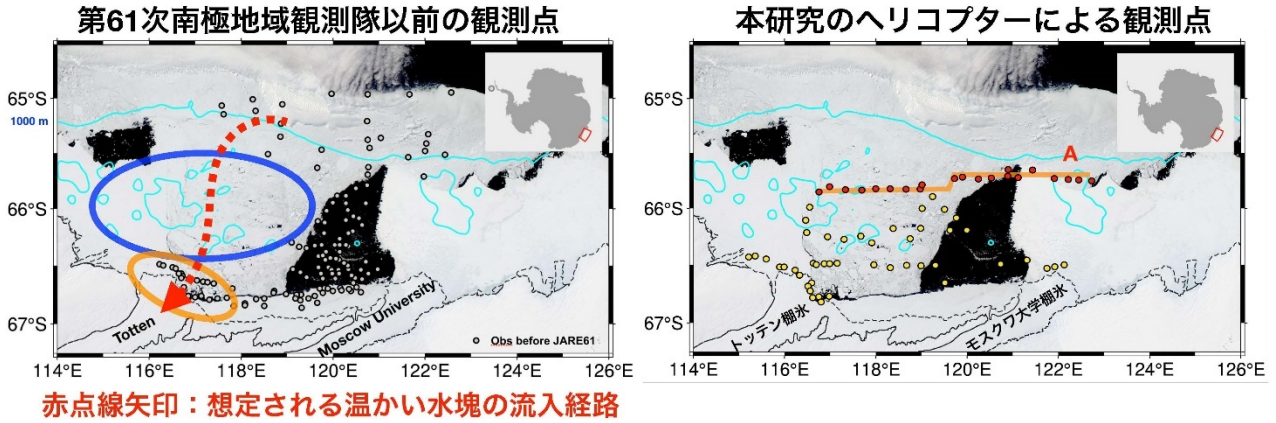 第61次南極地域観測隊以前の観測点
本研究のヘリコプターによる観測点
65°S
1000 m
66°S
67°S
Totten
Moscow University
Obs before JARE61
114°E 116°E 118°E 120°E 122°E 124°E 126°E
65°S
A
66°S
67°S
トッテン棚氷
モスクワ大学棚氷
114°E 116°E 118°E 120°E 122°E 124°E 126°E
赤点線矢印：想定される温かい水塊の流入経路